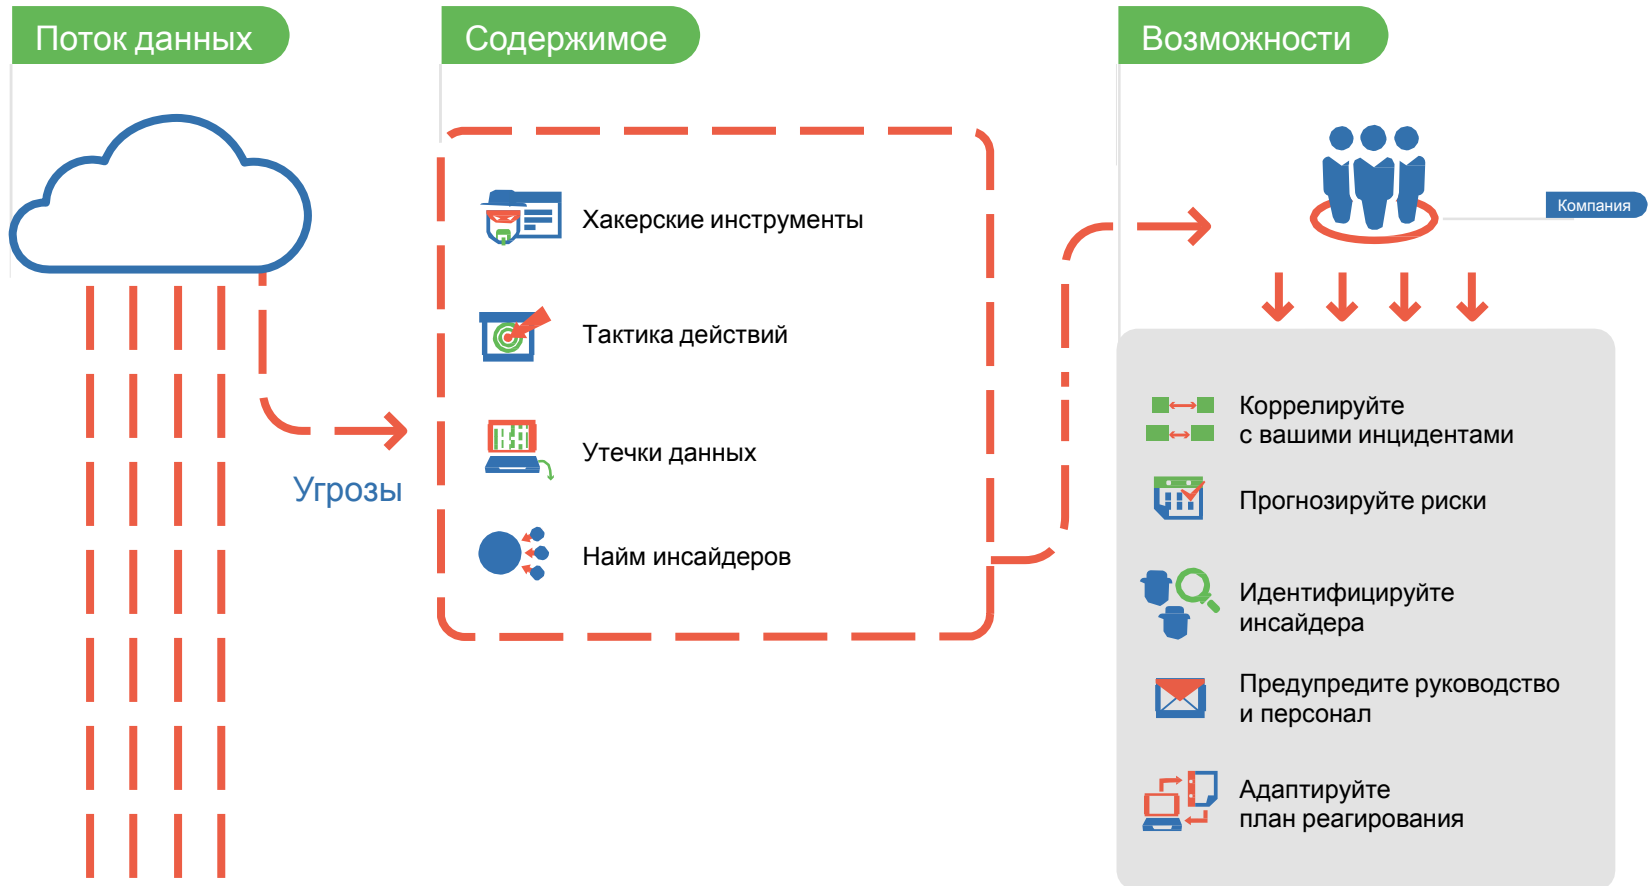 Поток данных
Содержимое
Возможности
Хакерские инструменты
Тактика действий
Утечки данных
Найм инсайдеров
Угрозы
Компания
Коррелируйте
с вашими инцидентами
Прогнозируйте риски
Идентифицируйте
инсайдера
Предупредите руководство
и персонал
Адаптируйте
план реагирования